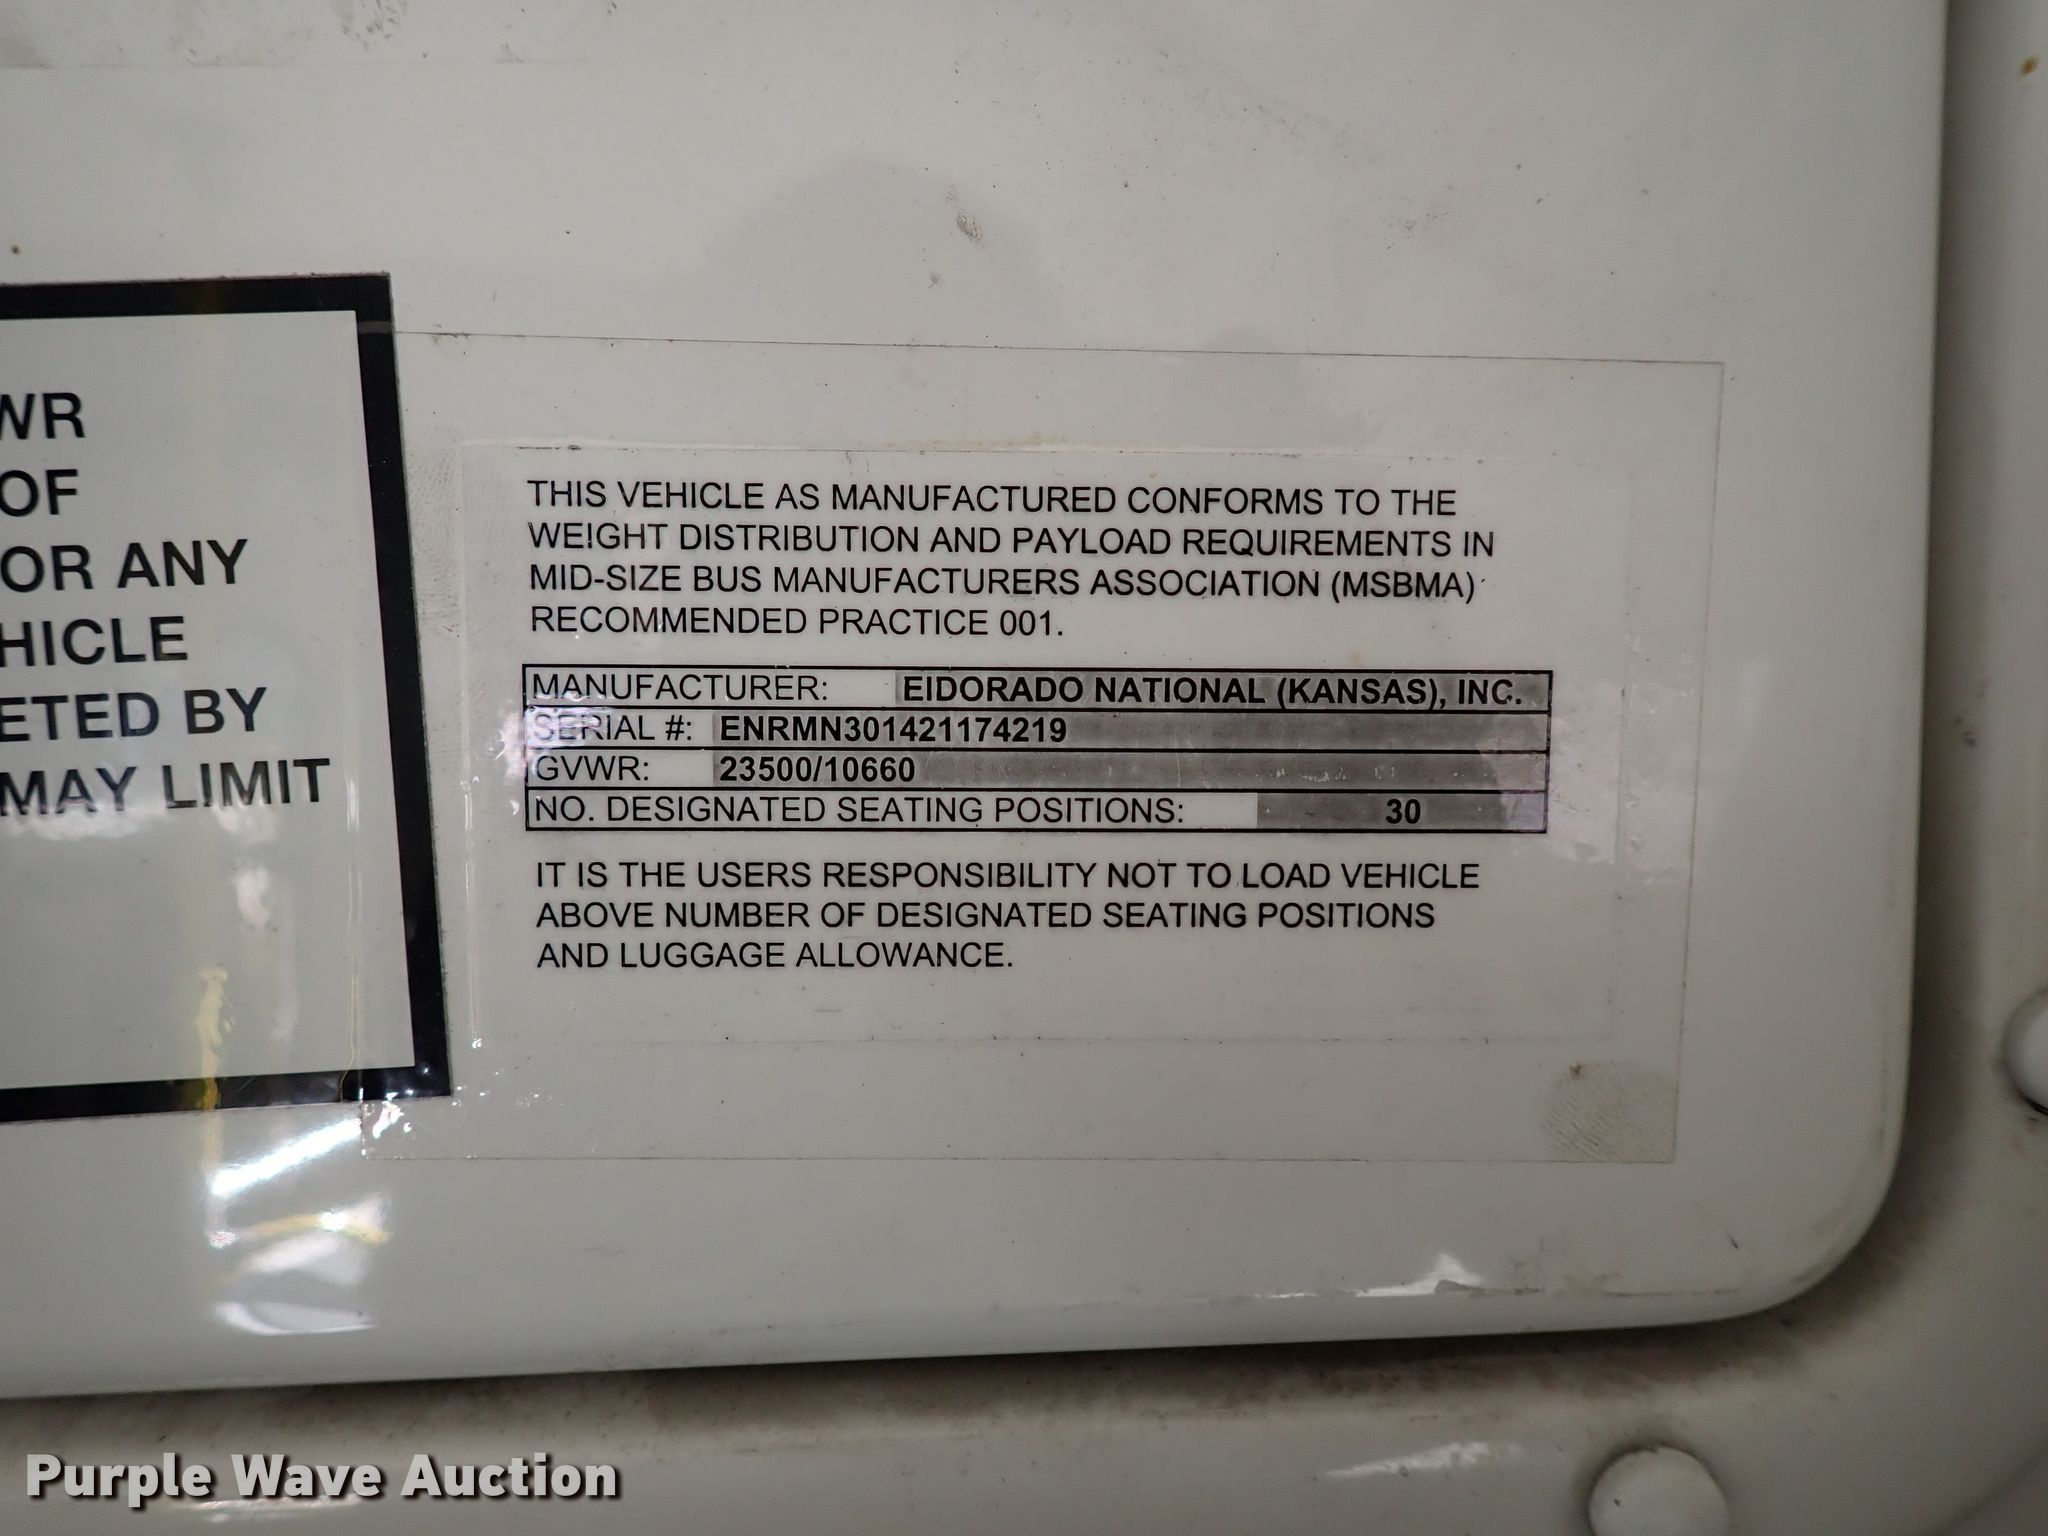 WR
OF
OR ANY
HICLE
ETED BY
MAY LIMIT
THIS VEHICLE AS MANUFACTURED CONFORMS TO THE
WEIGHT DISTRIBUTION AND PAYLOAD REQUIREMENTS IN
MID-SIZE BUS MANUFACTURERS ASSOCIATION (MSBMA)
RECOMMENDED PRACTICE 001.
MANUFACTURER: ElDORADO NATIONAL (KANSAS), INC.
SERIAL #: ENRMN301421174219
GVWR: 23500/10660
NO. DESIGNATED SEATING POSITIONS: 30
IT IS THE USERS RESPONSIBILITY NOT TO LOAD VEHICLE
ABOVE NUMBER OF DESIGNATED SEATING POSITIONS
AND LUGGAGE ALLOWANCE.
Purple Wave Auction